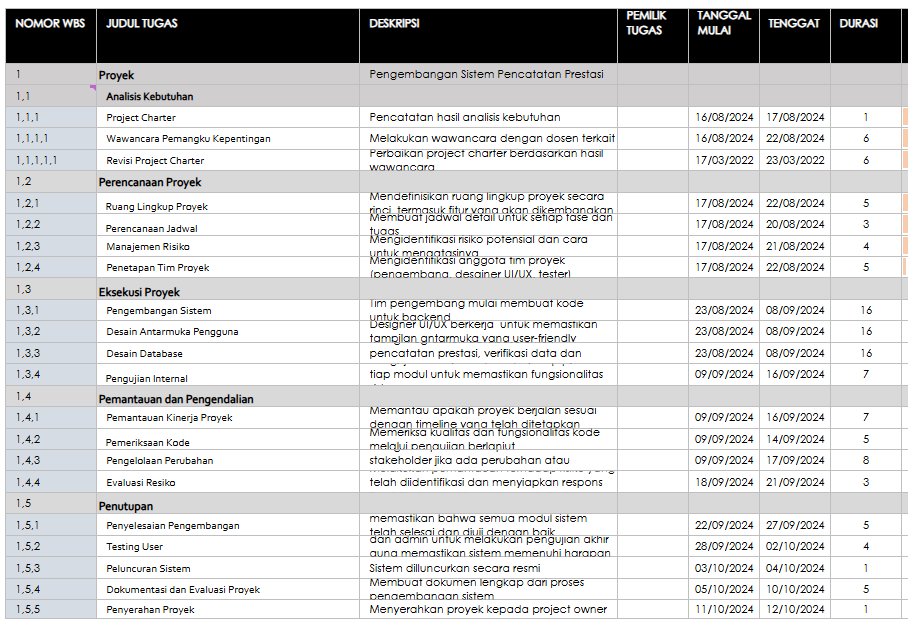 NOMOR WBS JUDUL TUGAS DESKRIPSI PEMILIK TUGAS TANGGAL MULAI TENGGAT DURASI
1 Proyek Pengembangan Sistem Pencatatan Prestasi
1,1 Analisis Kebutuhan
1,1,1 Project Charter Pencatatan hasil analisis kebutuhan 16/08/2024 17/08/2024 1
1,1,1,1 Wawancara Pemangku Kepentingan Melakukan wawancara dengan dosen terkait 16/08/2024 22/08/2024 6
1,1,1,1,1 Revisi Project Charter Perbaikan project charter berdasarkan hasil wawancara 17/03/2022 23/03/2022 6
1,2 Perencanaan Proyek
1,2,1 Ruang Lingkup Proyek Mendefinisikan ruang lingkup proyek secara rinci, termasuk fitur yang akan dikembangkan 17/08/2024 22/08/2024 5
1,2,2 Perencanaan Jadwal Membuat jadwal detail untuk setiap fase dan tugas 17/08/2024 20/08/2024 3
1,2,3 Manajemen Risiko Mengidentifikasi risiko potensial dan cara untuk mengatasinya 17/08/2024 21/08/2024 4
1,2,4 Penetapan Tim Proyek Mengidentifikasi anggota tim proyek (pengembang, desainer UI/UX, tester) 17/08/2024 22/08/2024 5
1,3 Eksekusi Proyek
1,3,1 Pengembangan Sistem Tim pengembang mulai membuat kode untuk backend 23/08/2024 08/09/2024 16
1,3,2 Desain Antarmuka Pengguna Designer UI/UX berkerja untuk memastikan tampilan antarmuka yang user-friendly 23/08/2024 08/09/2024 16
1,3,3 Desain Database pencatatan prestasi, verifikasi data dan 23/08/2024 08/09/2024 16
1,3,4 Pengujian Internal tiap modul untuk memastikan fungsionalitas 09/09/2024 16/09/2024 7
1,4 Pemantauan dan Pengendalian
1,4,1 Pemantauan Kinerja Proyek Memantau apakah proyek berjalan sesuai dengan timeline yang telah ditetapkan 09/09/2024 16/09/2024 7
1,4,2 Pemeriksaan Kode Memeriksa kualitas dan fungsionalitas kode melalui pengujian berlanjut 09/09/2024 14/09/2024 5
1,4,3 Pengelolaan Perubahan stakeholder jika ada perubahan atau 09/09/2024 17/09/2024 8
1,4,4 Evaluasi Resiko telah diidentifikasi dan menyiapkan respons 18/09/2024 21/09/2024 3
1,5 Penutupan
1,5,1 Penyelesaian Pengembangan memastikan bahwa semua modul sistem telah selesai dan diuji dengan baik 22/09/2024 27/09/2024 5
1,5,2 Testing User dan admin untuk melakukan pengujian akhir guna memastikan sistem memenuhi harapan 28/09/2024 02/10/2024 4
1,5,3 Peluncuran Sistem Sistem diluncurkan secara resmi 03/10/2024 04/10/2024 1
1,5,4 Dokumentasi dan Evaluasi Proyek Membuat dokumen lengkap dari proses pengembangan sistem 05/10/2024 10/10/2024 5
1,5,5 Penyerahan Proyek Menyerahkan proyek kepada project owner 11/10/2024 12/10/2024 1